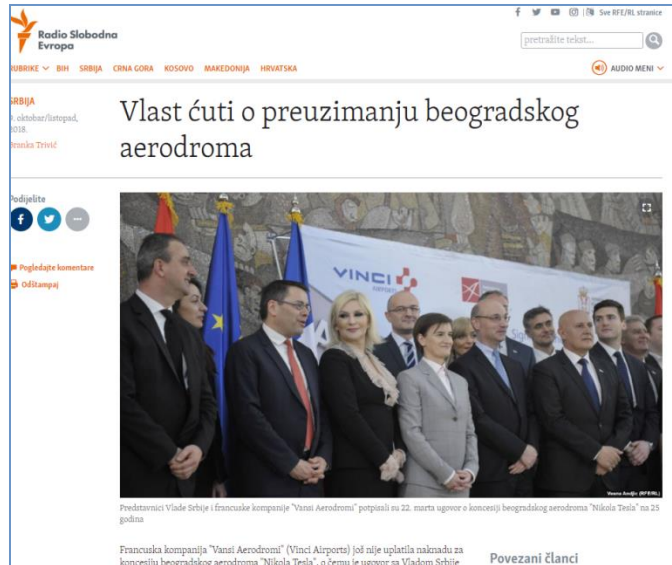 Sve RFE/RL stranice
Radio Slobodna
Evropa
pretražite tekst...
RUBRIKE BIH SRBIJA CRNA GORA KOSOVO MAKEDONIJA HRVATSKA
AUDIO MENI
SRBIJA
oktobar/listopad,
2018.
Branka Trivić
Vlast ćuti o preuzimanju beogradskog
aerodroma
Podijelite
Pogledajte komentare
Odštampaj
VINCI
Vesna Andjic (RFE/RL)
Predstavnici Vlade Srbije i francuske kompanije "Vansi Aerodromi" potpisali su 22. marta ugovor o koncesiji beogradskog aerodroma "Nikola Tesla" na 25
godina
Francuska kompanija "Vansi Aerodromi" (Vinci Airports) još nije uplatila naknadu za
koncesiju beogradskog aerodroma "Nikola Tesla", o čemu je ugovor sa Vladom Srbije
Povezani članci